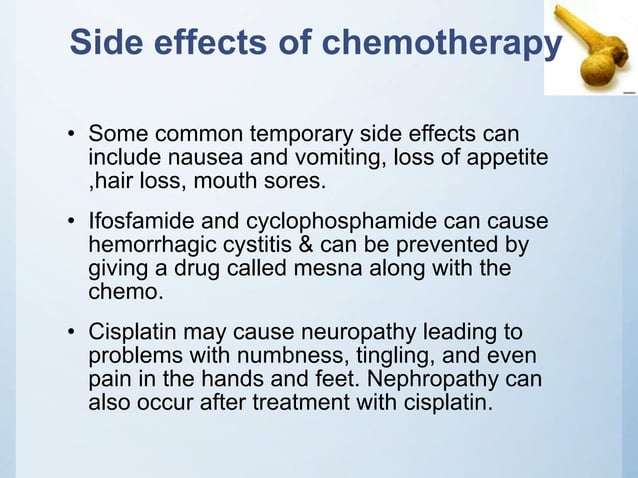 Side effects of chemotherapy
• Some common temporary side effects can
include nausea and vomiting, loss of appetite
,hair loss, mouth sores.
• Ifosfamide and cyclophosphamide can cause
hemorrhagic cystitis & can be prevented by
giving a drug called mesna along with the
chemo.
• Cisplatin may cause neuropathy leading to
problems with numbness, tingling, and even
pain in the hands and feet. Nephropathy can
also occur after treatment with cisplatin.